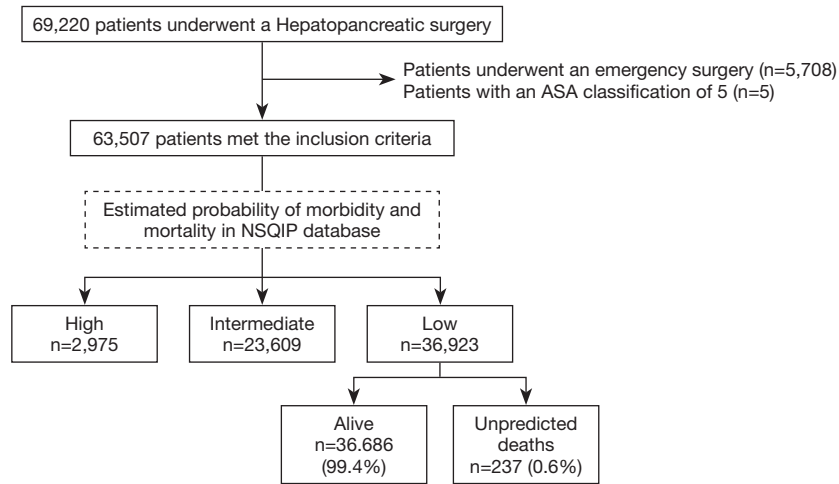 69,220 patients underwent a Hepatopancreatic surgery
Patients underwent an emergency surgery (n=5,708)
Patients with an ASA classification of 5 (n=5)
63,507 patients met the inclusion criteria
Estimated probability of morbidity and
mortality in NSQIP database
High
n=2,975
Intermediate
n=23,609
Low
n=36,923
Alive
n=36.686
(99.4%)
Unpredicted
deaths
n=237 (0.6%)